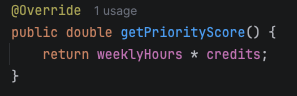 @Override 1 usage
public double getPriorityScore() {
    return weeklyHours * credits;
}